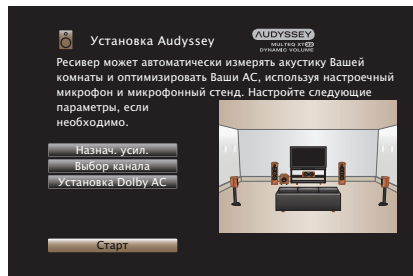 Установка Audyssey
AUDYSSEY
MULTEQ XT32
DYNAMIC VOLUME
Ресивер может автоматически измерять акустику Вашей
комнаты и оптимизировать Ваши АС, используя настроечный
микрофон и микрофонный стенд. Настройте следующие
параметры, если
необходимо.
Назнач. усил.
Выбор канала
Установка Dolby AC
Старт